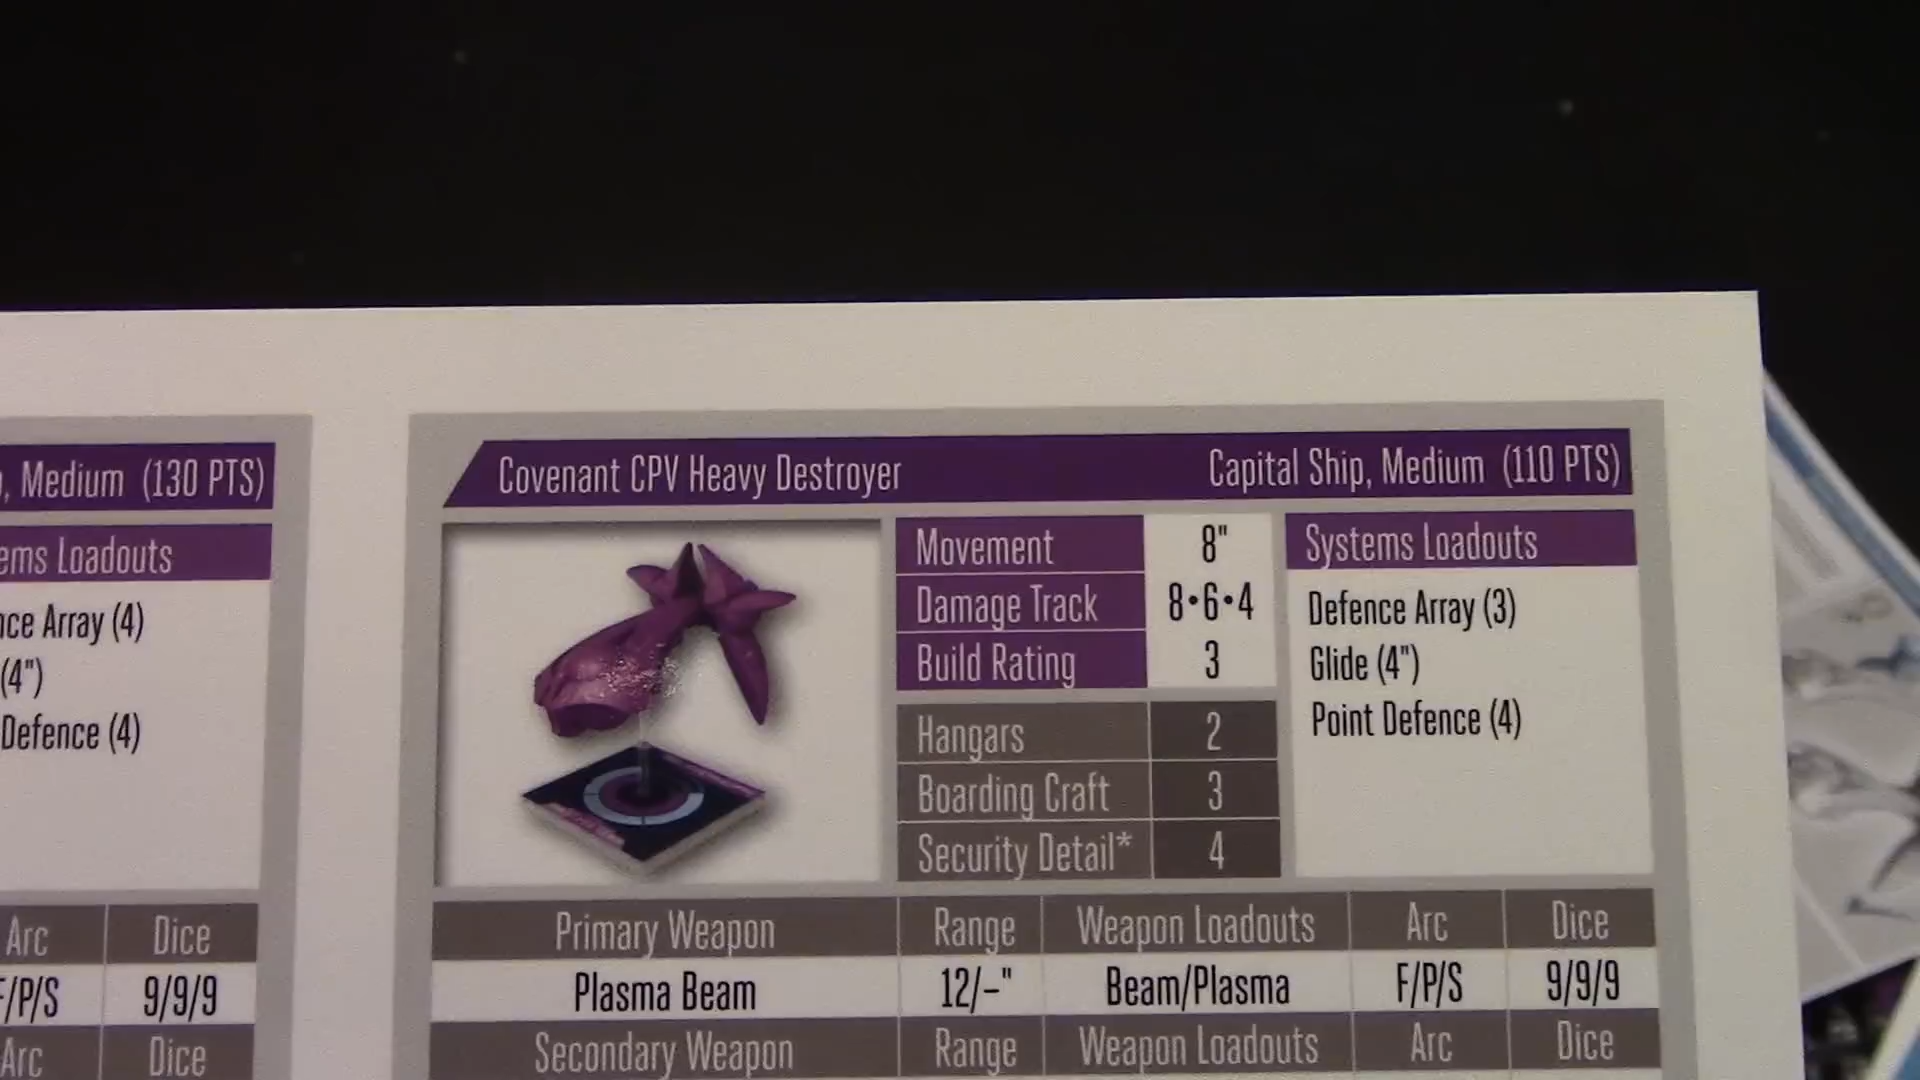 , Medium (130 PTS)
ems Loadouts
nce Array (4)
(4")
Defence (4)
Arc Dice
F/P/S 9/9/9
Arc Dice
Covenant CPV Heavy Destroyer Capital Ship, Medium (110 PTS)
Movement 8"
Damage Track 8•6•4
Build Rating 3
Hangars 2
Boarding Craft 3
Security Detail* 4
Systems Loadouts
Defence Array (3)
Glide (4")
Point Defence (4)
Primary Weapon Range Weapon Loadouts Arc Dice
Plasma Beam 12/–" Beam/Plasma F/P/S 9/9/9
Secondary Weapon Range Weapon Loadouts Arc Dice